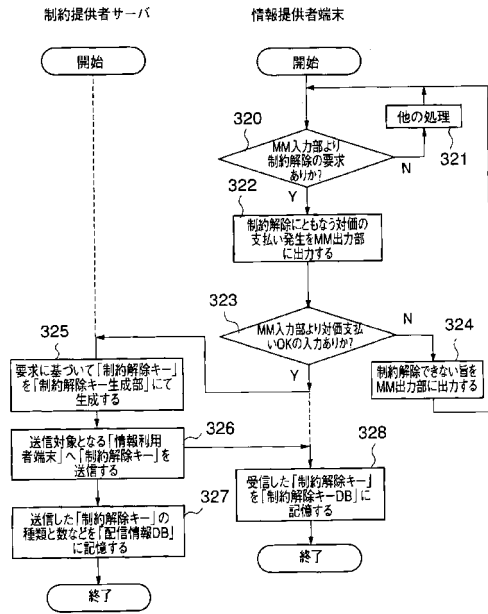 制約提供者サーバ
情報提供者端末
開始
開始
320
MM入力部より
制約解除の要求
ありか?
N
Y
他の処理
321
322
制約解除にともなう対価の
支払い発生をMM出力部
に出力する
323
MM入力部より対価支払
いOKの入力ありか?
N
Y
324
制約解除できない旨を
MM出力部に出力する
325
要求に基づいて「制約解除キー」
を「制約解除キー生成部」にて
生成する
326
送信対象となる「情報利用
者端末」へ「制約解除キー」を
送信する
327
送信した「制約解除キー」の
種類と数などを「配信情報DB」
に記憶する
終了
328
受信した「制約解除キー」
を「制約解除キーDB」に
記憶する
終了